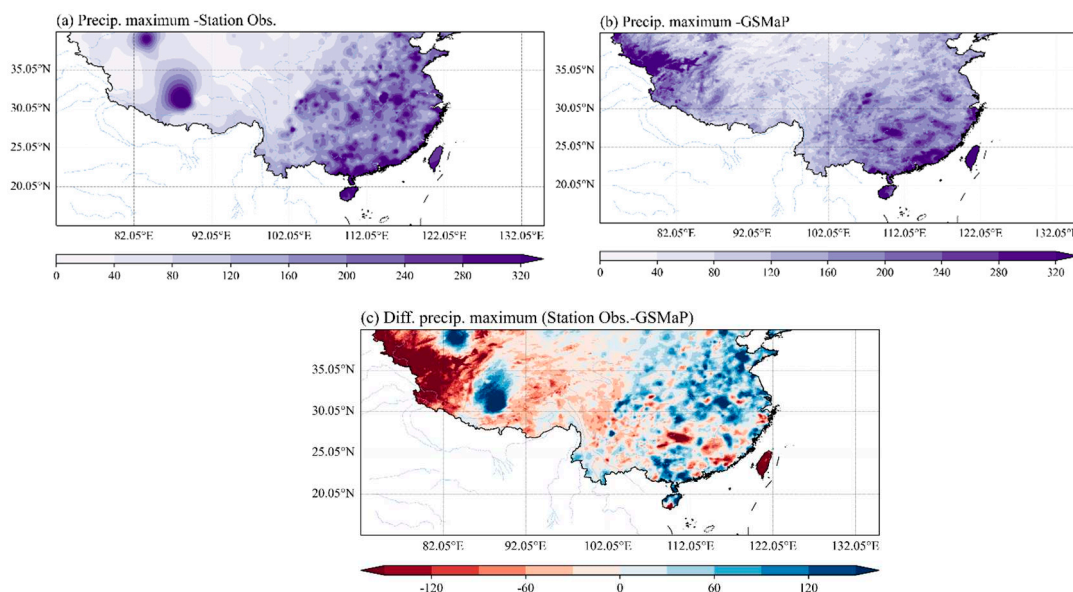 (a) Precip. maximum -Station Obs.
35.05°N
30.05°N
25.05°N
20.05°N
82.05°E 92.05°E 102.05°E 112.05°E 122.05°E 132.05°E
0 40 80 120 160 200 240 280 320
(b) Precip. maximum -GSMaP
35.05°N
30.05°N
25.05°N
20.05°N
82.05°E 92.05°E 102.05°E 112.05°E 122.05°E 132.05°E
0 40 80 120 160 200 240 280 320
(c) Diff. precip. maximum (Station Obs.-GSMaP)
35.05°N
30.05°N
25.05°N
20.05°N
82.05°E 92.05°E 102.05°E 112.05°E 122.05°E 132.05°E
-120 -60 0 60 120